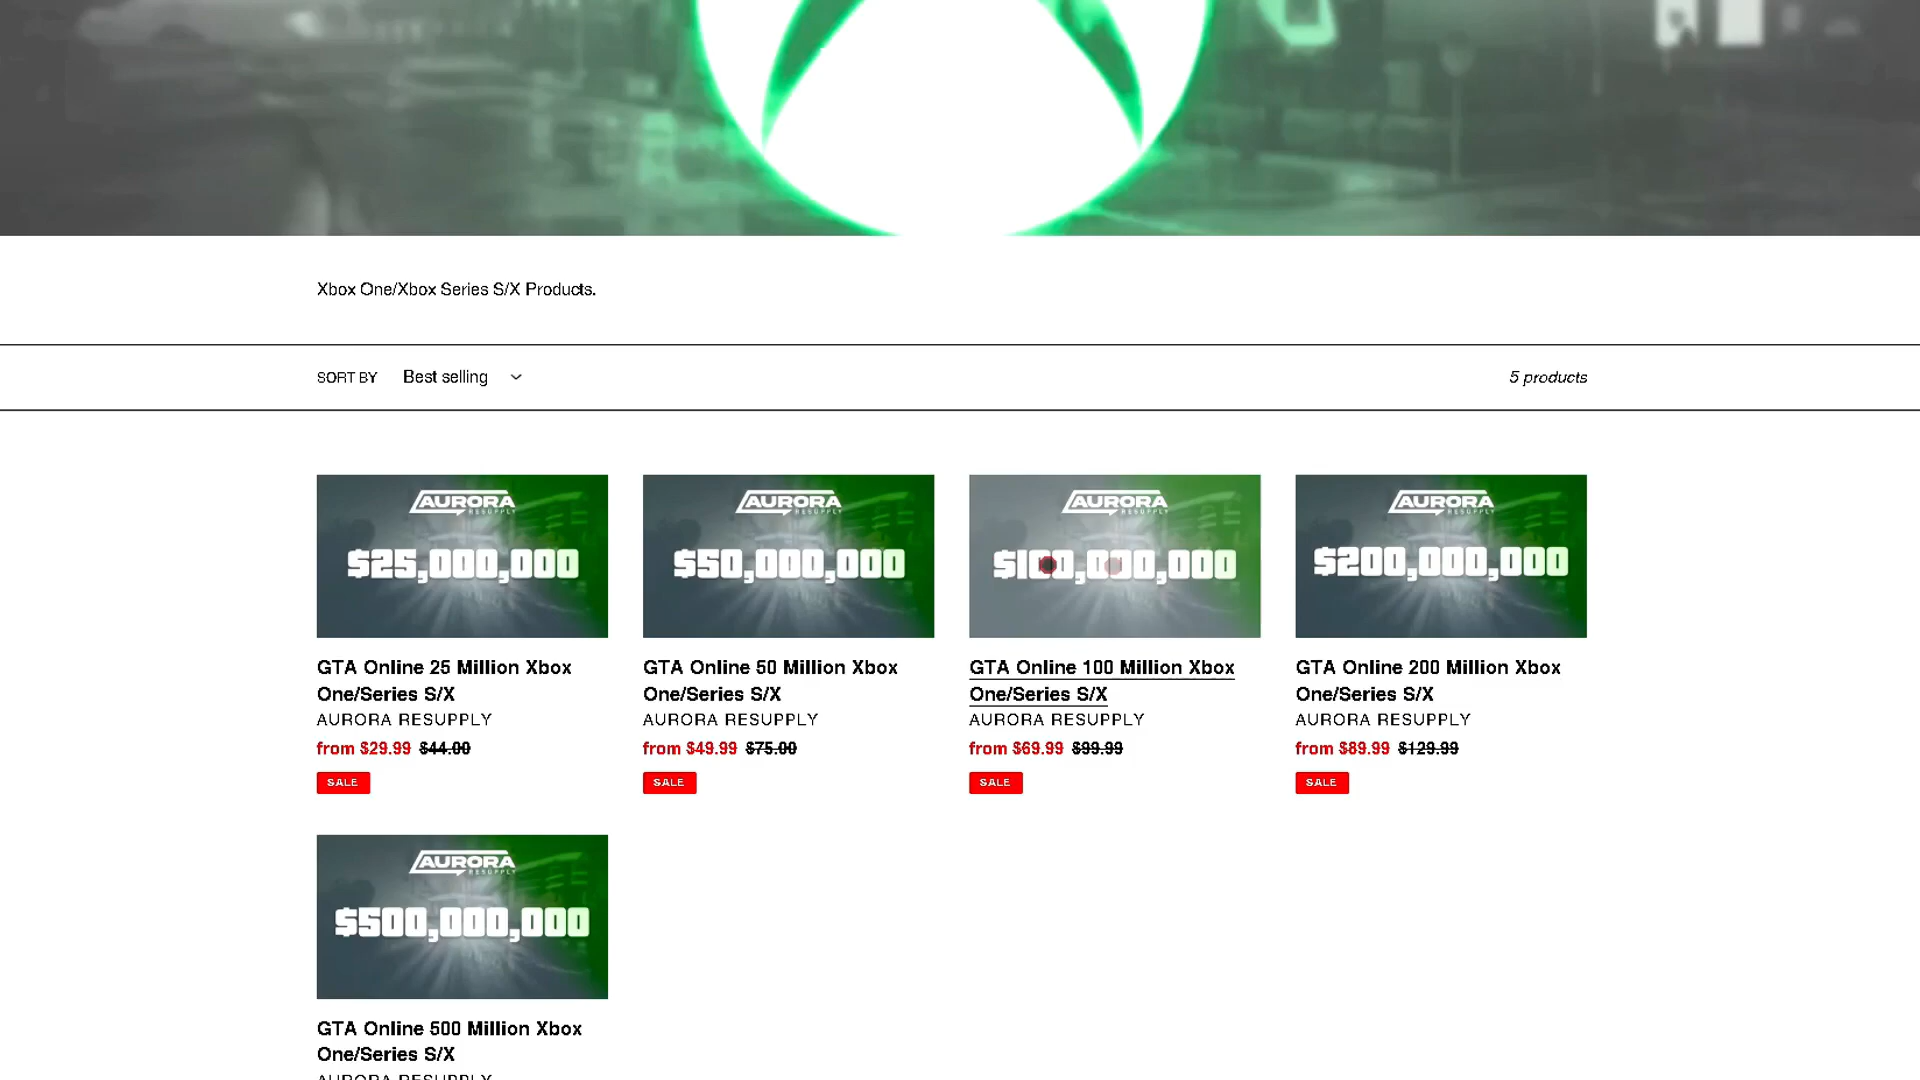 Xbox One/Xbox Series S/X Products.
SORT BY Best selling
5 products
AURORA
RESUPPLY
$25,000,000
AURORA
RESUPPLY
$50,000,000
AURORA
RESUPPLY
$100,000,000
AURORA
RESUPPLY
$200,000,000
GTA Online 25 Million Xbox
One/Series S/X
AURORA RESUPPLY
from $29.99 $44.00
SALE
GTA Online 50 Million Xbox
One/Series S/X
AURORA RESUPPLY
from $49.99 $75.00
SALE
GTA Online 100 Million Xbox
One/Series S/X
AURORA RESUPPLY
from $69.99 $99.99
SALE
GTA Online 200 Million Xbox
One/Series S/X
AURORA RESUPPLY
from $89.99 $129.99
SALE
AURORA
RESUPPLY
$500,000,000
GTA Online 500 Million Xbox
One/Series S/X
AURORA RESUPPLY